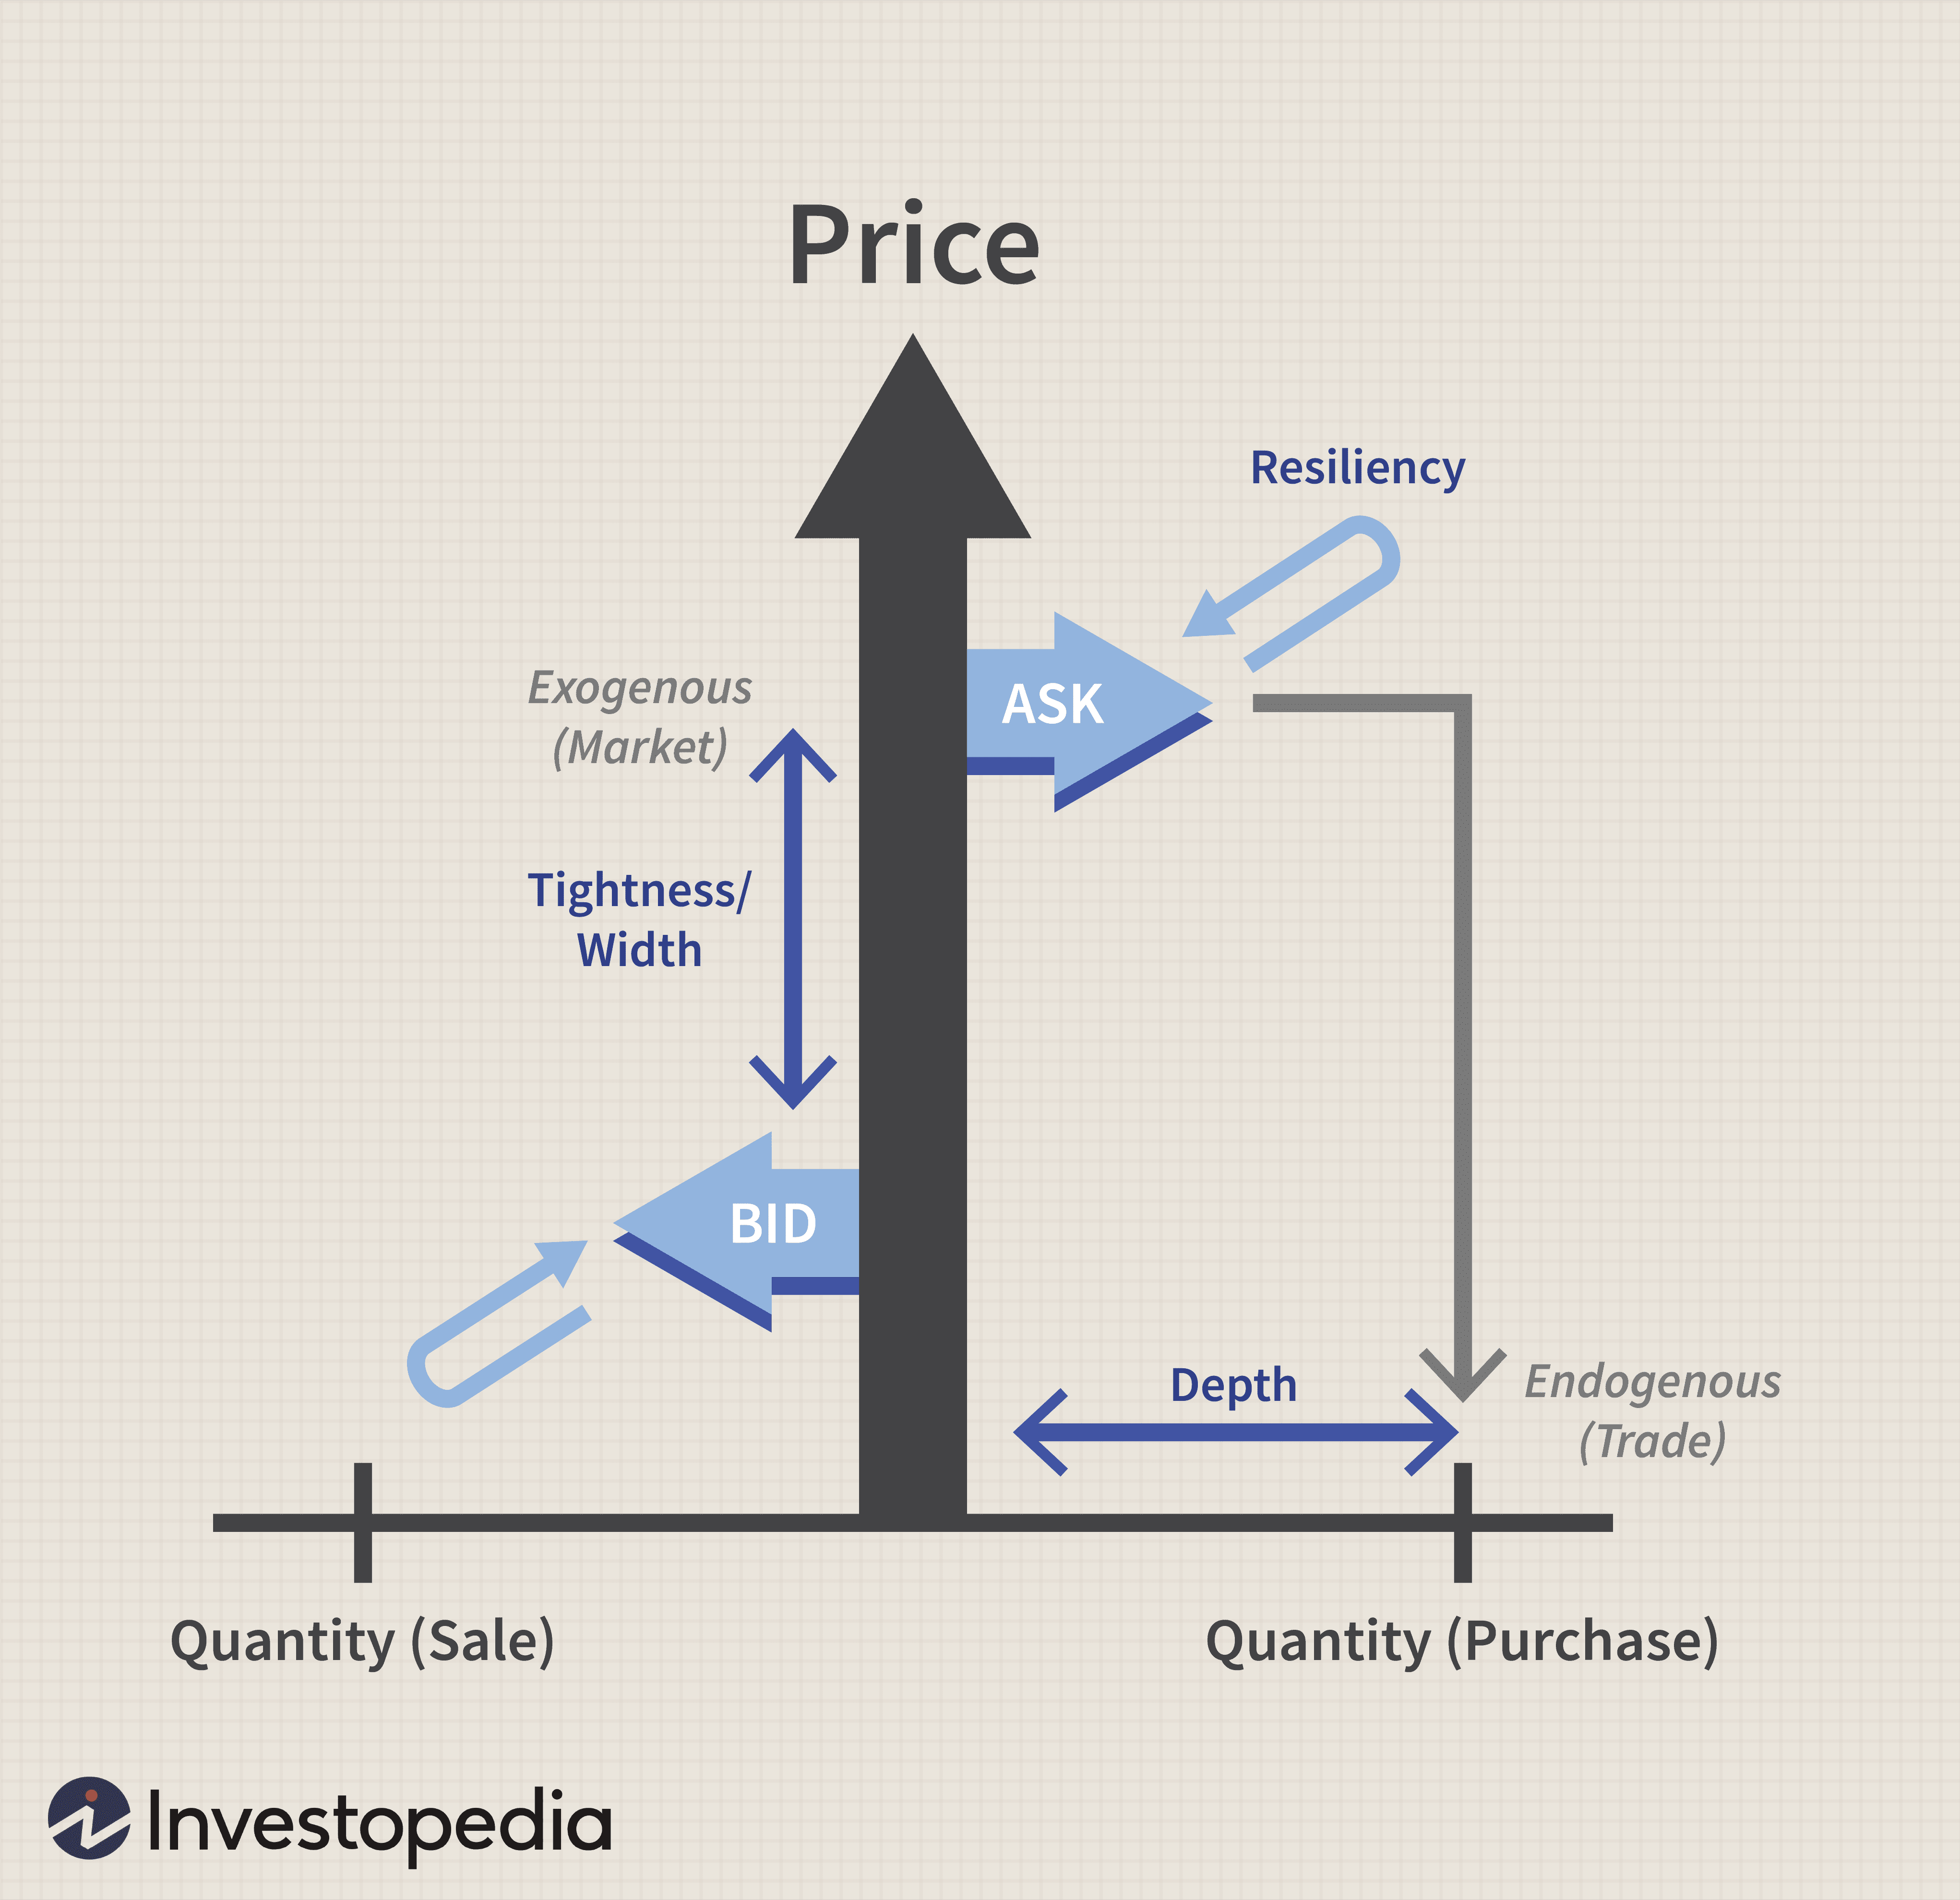 Price
Resiliency
Exogenous
(Market)
ASK
Tightness/
Width
BID
Depth
Endogenous
(Trade)
Quantity (Sale)
Quantity (Purchase)
Investopedia